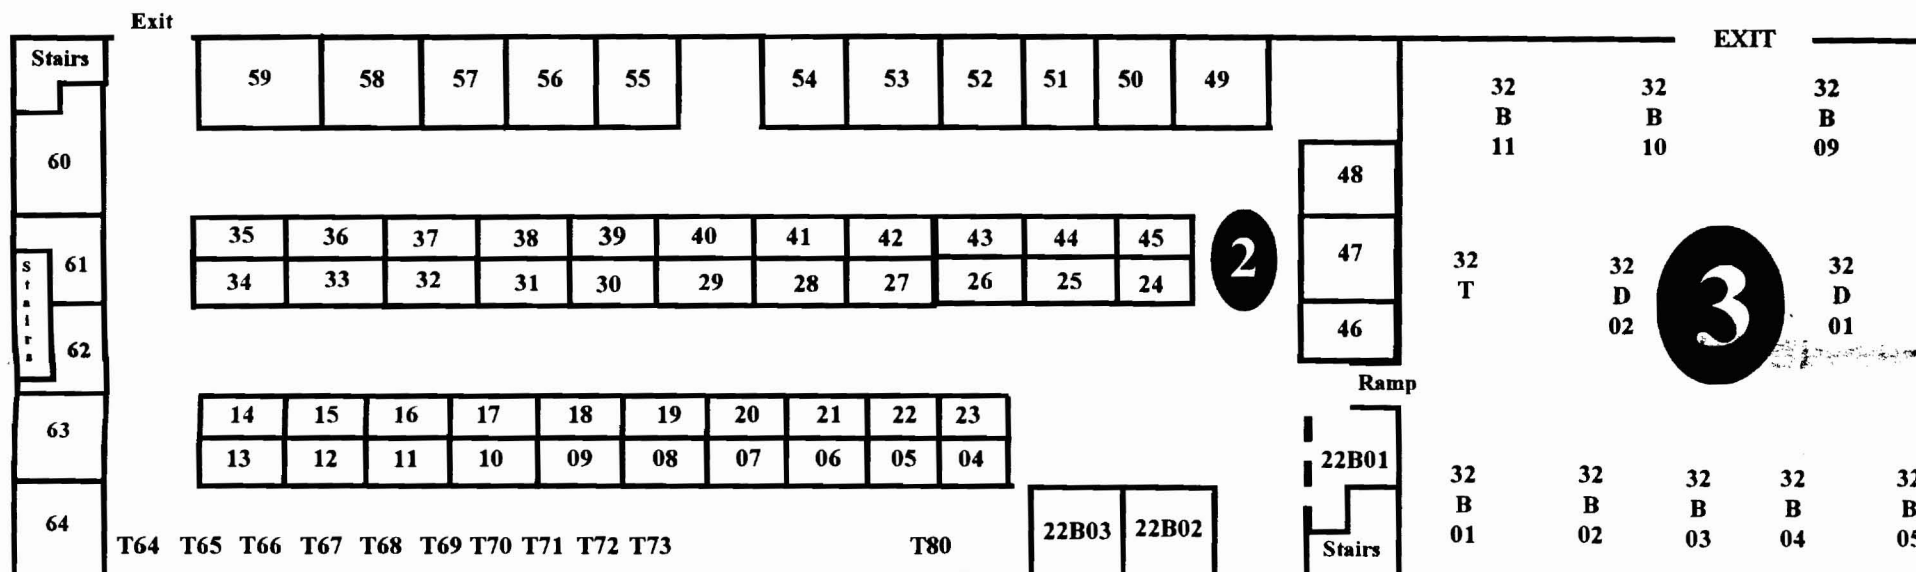 Exit
EXIT
Stairs
59 58 57 56 55 54 53 52 51 50 49
32 B 11
32 B 10
32 B 09
60
48
35 36 37 38 39 40 41 42 43 44 45
34 33 32 31 30 29 28 27 26 25 24
2
47
46
61
Stairs
62
32 T
32 D 02
3
32 D 01
Ramp
63
14 15 16 17 18 19 20 21 22 23
13 12 11 10 09 08 07 06 05 04
22B01
32 B 01
32 B 02
32 B 03
32 B 04
32 B 05
64
T64 T65 T66 T67 T68 T69 T70 T71 T72 T73 T80
22B03 22B02
Stairs